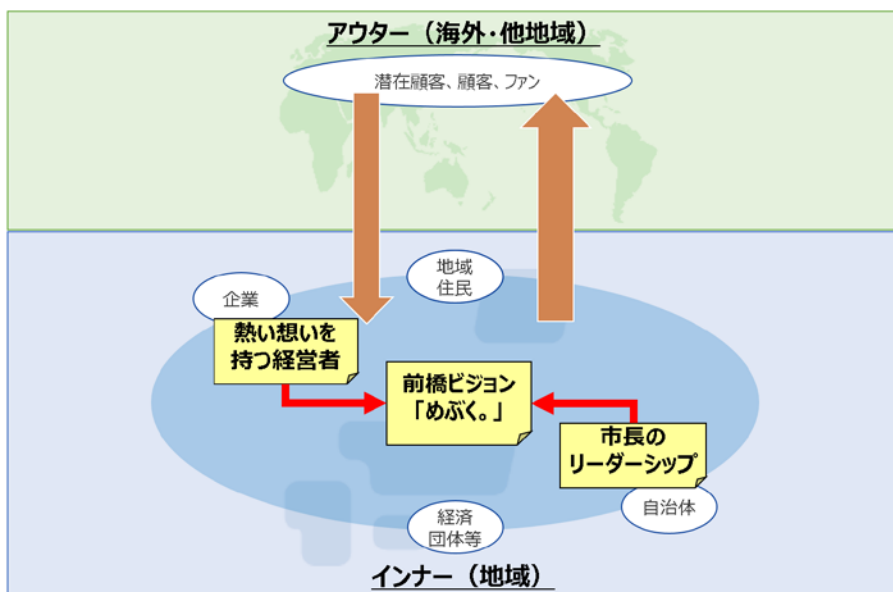 アウター（海外・他地域）
潜在顧客、顧客、ファン
地域
住民
企業
熱い想いを
持つ経営者
前橋ビジョン
「めぶく。」
市長の
リーダーシップ
自治体
経済
団体等
インナー（地域）